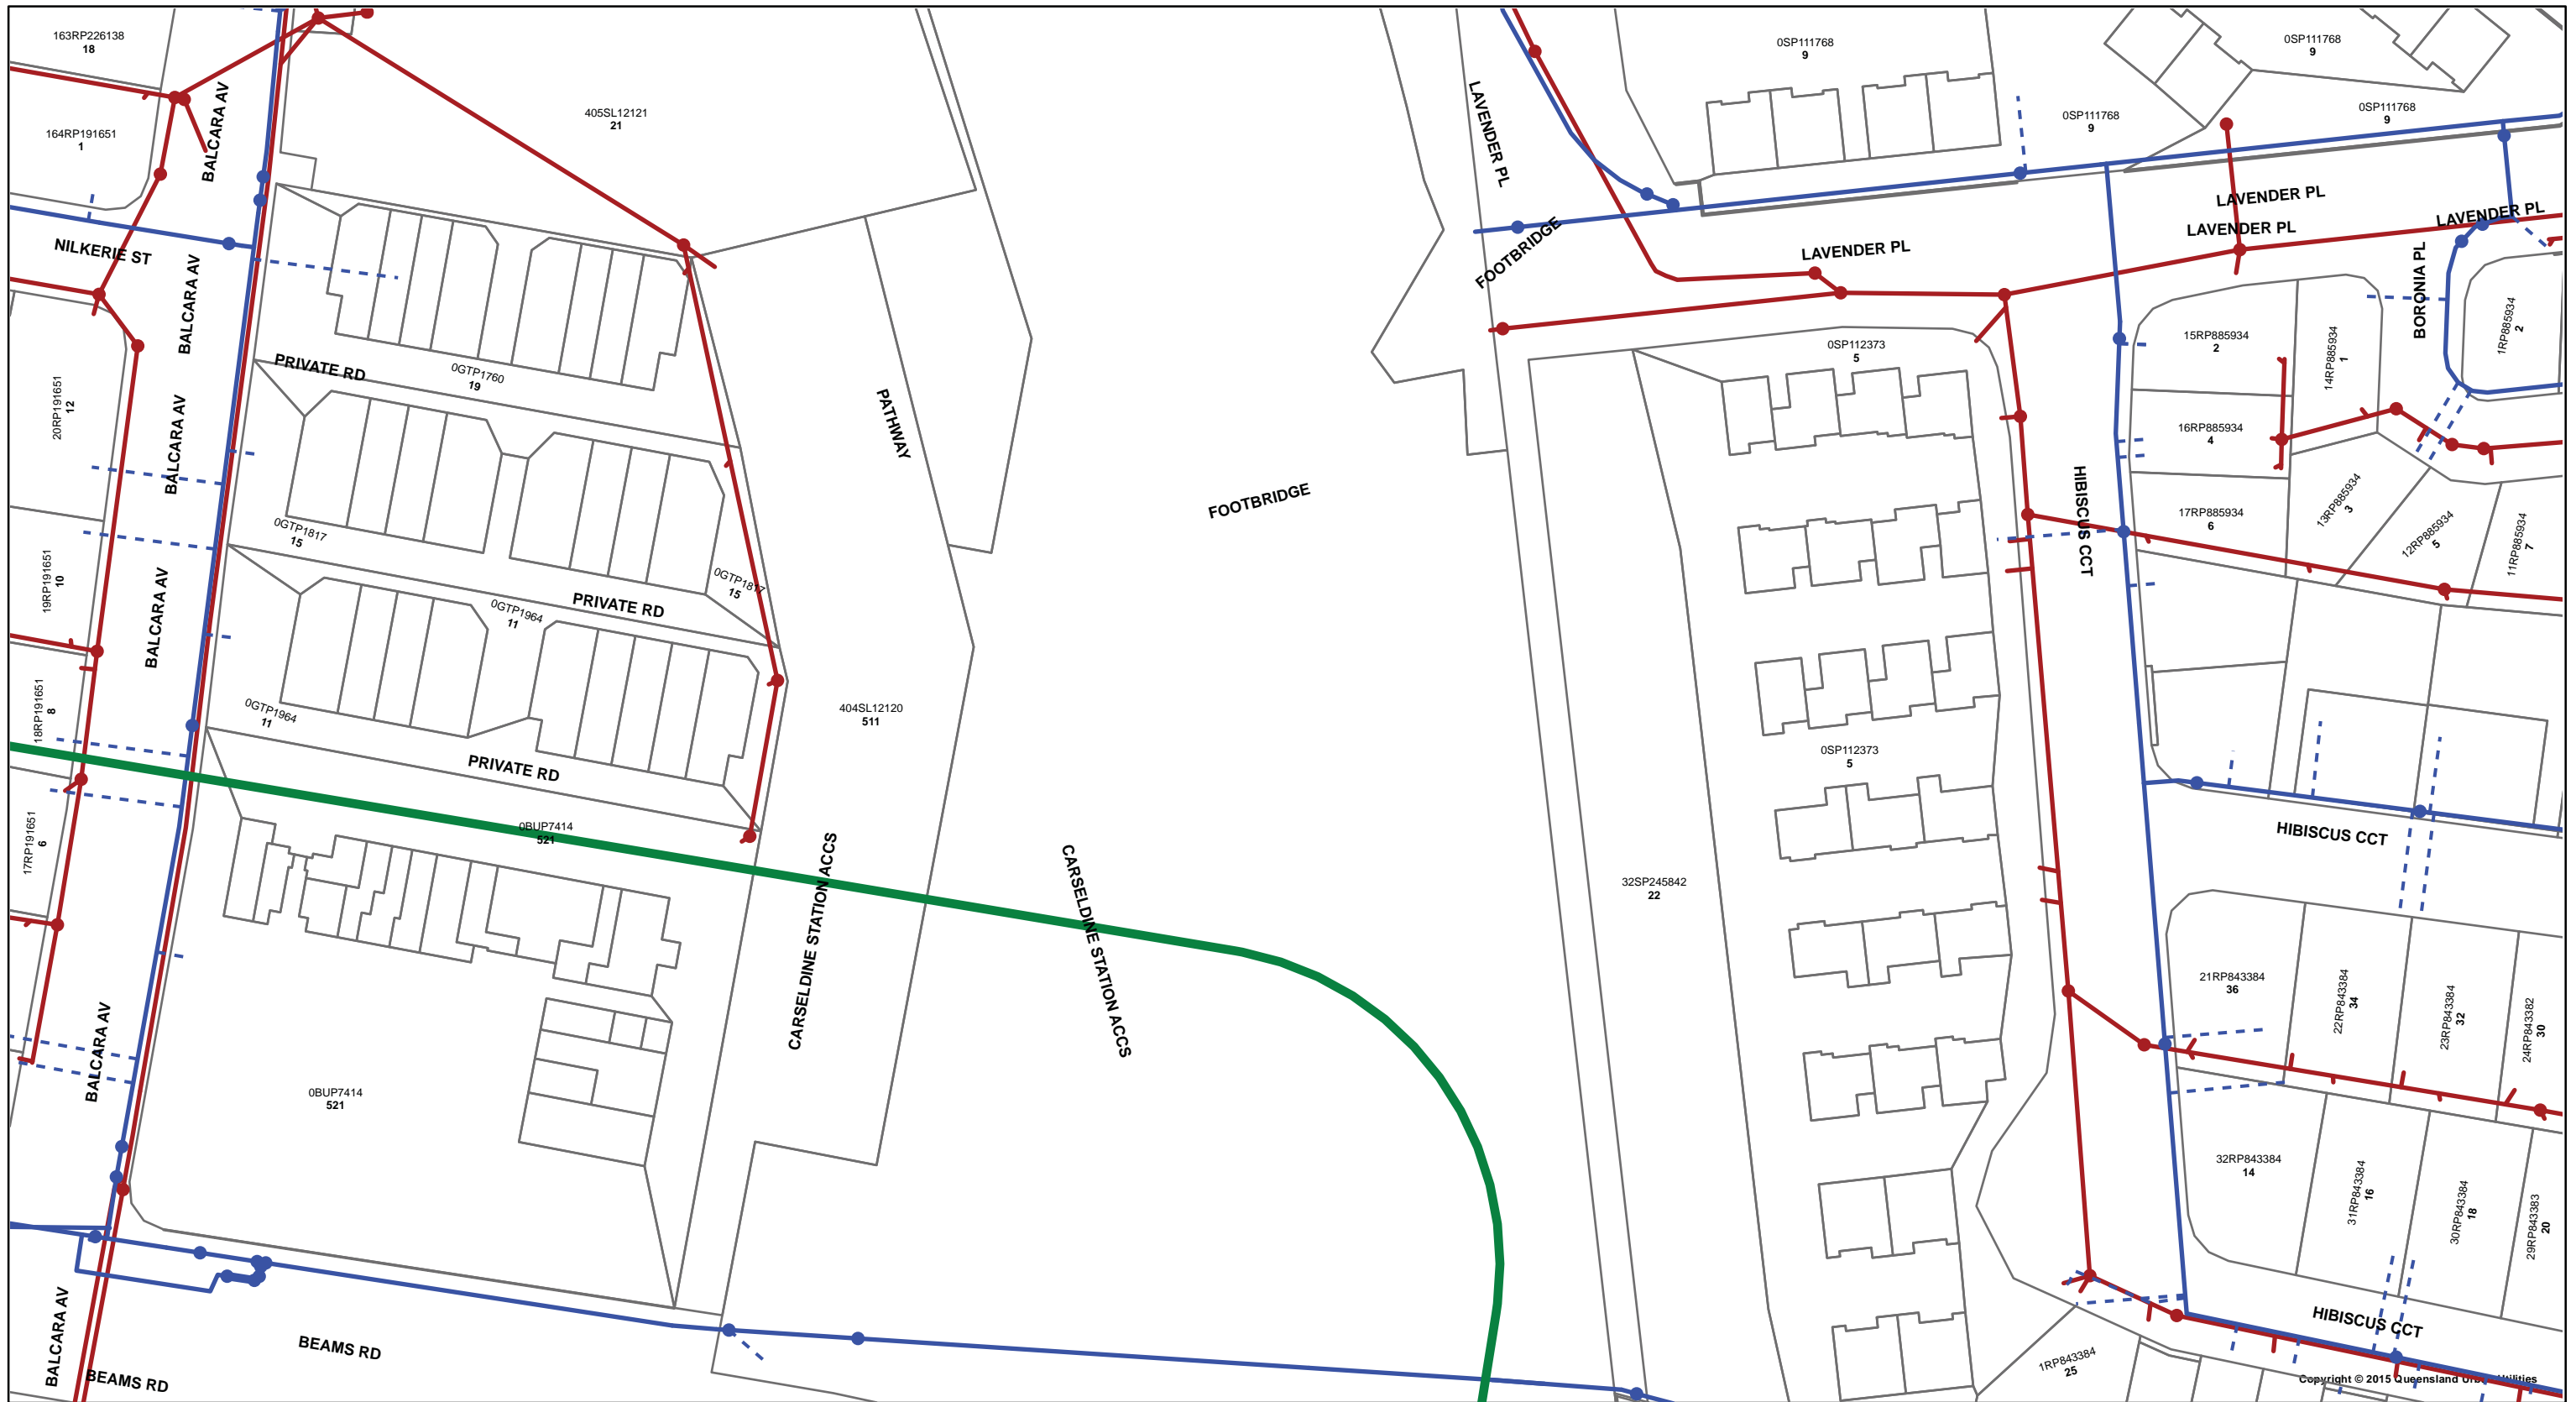 163RP226138
18
164RP191651
1
BALCARA AV
405SL12121
21
LAVENDER PL
0SP111768
9
0SP111768
9
0SP111768
9
0SP111768
9
NILKERIE ST
BALCARA AV
FOOTBRIDGE
LAVENDER PL
LAVENDER PL
LAVENDER PL
LAVENDER PL
BORONIA PL
1RP885934
2
PRIVATE RD
0GTP1760
19
20RP191651
12
BALCARA AV
PATHWAY
0SP112373
5
15RP885934
2
14RP885934
1
16RP885934
4
17RP885934
6
13RP885934
3
12RP885934
5
11RP885934
7
HIBISCUS CCT
FOOTBRIDGE
0GTP1817
15
0GTP1817
15
PRIVATE RD
0GTP1964
11
19RP191651
10
BALCARA AV
18RP191651
8
0GTP1964
11
404SL12120
511
0SP112373
5
PRIVATE RD
0BUP7414
521
17RP191651
6
CARSELDINE STATION ACCS
CARSELDINE STATION ACCS
32SP245842
22
HIBISCUS CCT
21RP843384
36
22RP843384
34
23RP843384
32
24RP843382
30
BALCARA AV
0BUP7414
521
32RP843384
14
31RP843384
16
30RP843384
18
29RP843383
20
BALCARA AV
BEAMS RD
BEAMS RD
1RP843384
25
HIBISCUS CCT
Copyright © 2015 Queensland Urban Utilities